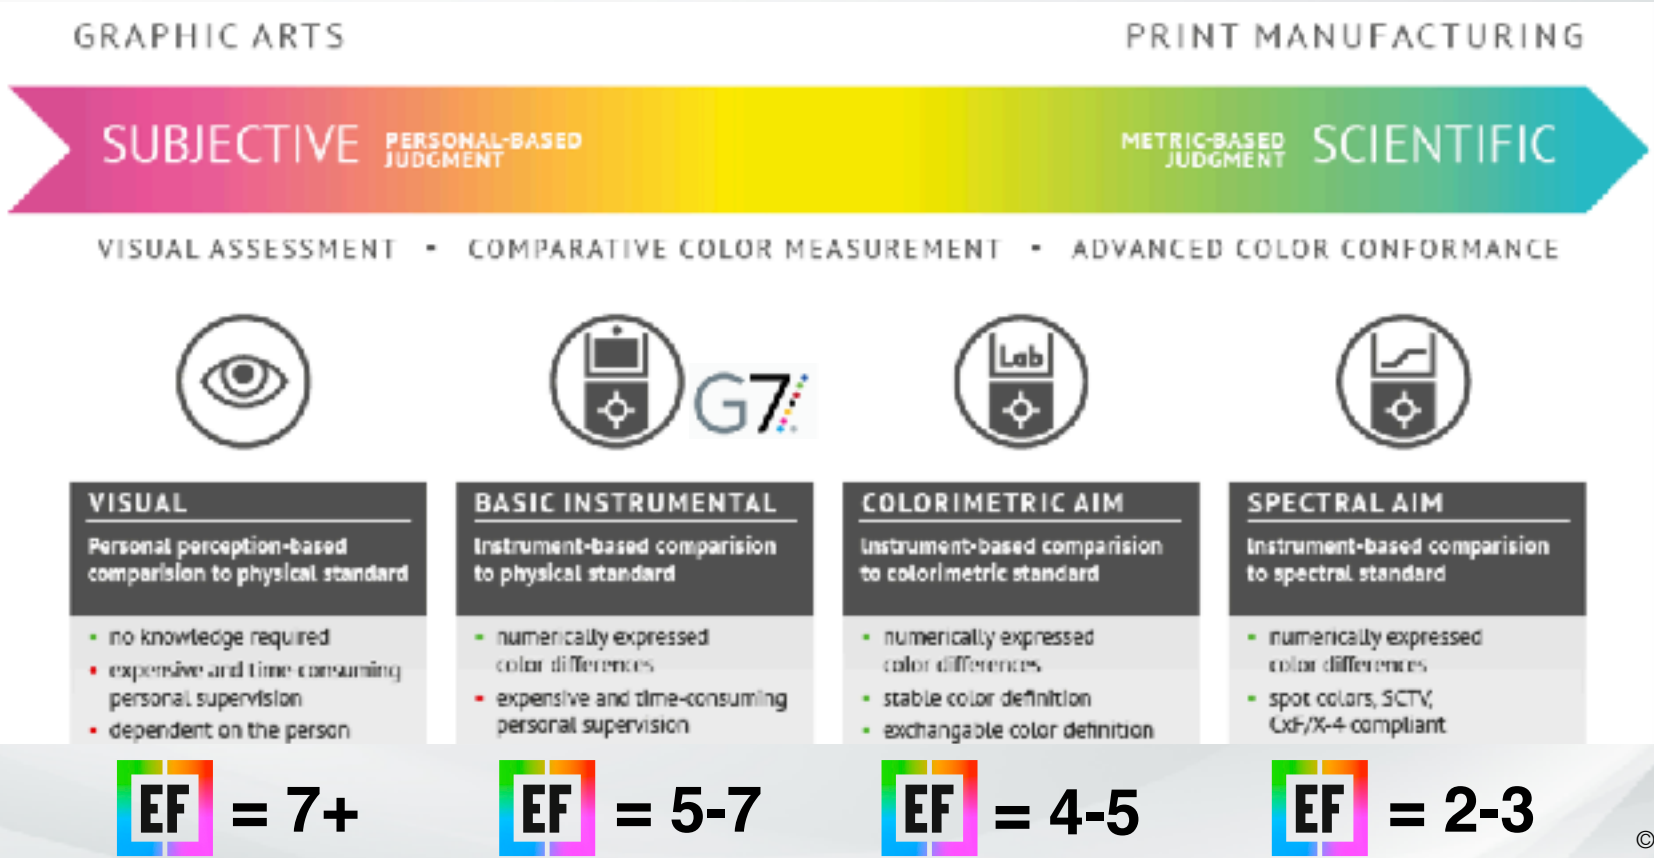 GRAPHIC ARTS
PRINT MANUFACTURING
SUBJECTIVE
PERSONAL-BASED
JUDGMENT
METRIC-BASED
JUDGMENT
SCIENTIFIC
VISUAL ASSESSMENT - COMPARATIVE COLOR MEASUREMENT - ADVANCED COLOR CONFORMANCE
G7
Lab
VISUAL
Personal perception-based
comparision to physical standard
• no knowledge required
• expensive and time-consuming
personal supervision
• dependent on the person
BASIC INSTRUMENTAL
Instrument-based comparision
to physical standard
• numerically expressed
color differences
• expensive and time-consuming
personal supervision
COLORIMETRIC AIM
Instrument-based comparision
to colorimetric standard
• numerically expressed
color differences
• stable color definition
• exchangable color definition
SPECTRAL AIM
Instrument-based comparision
to spectral standard
• numerically expressed
color differences
• spot colors, SCTV,
CxF/X-4 compliant
EF = 7+
EF = 5-7
EF = 4-5
EF = 2-3
©